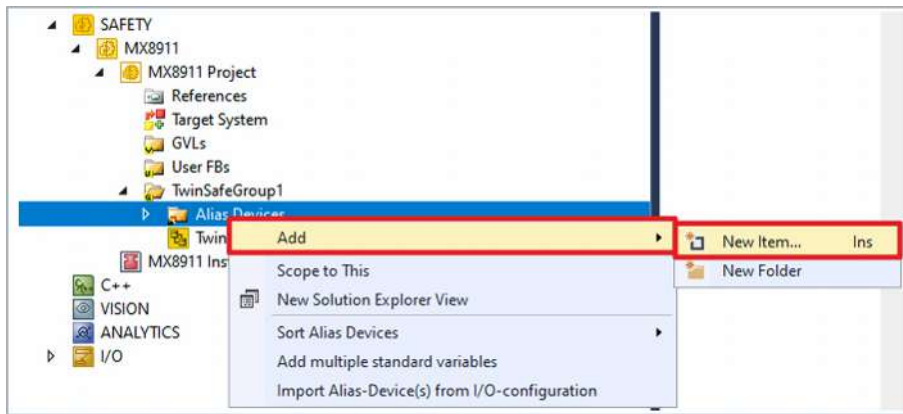 SAFETY
MX8911
MX8911 Project
References
Target System
GVLs
User FBs
TwinSafeGroup1
Alias Devices
Twin
Add
New Item... Ins
MX8911 Ins
Scope to This
New Folder
C++
New Solution Explorer View
VISION
ANALYTICS
Sort Alias Devices
I/O
Add multiple standard variables
Import Alias-Device(s) from I/O-configuration